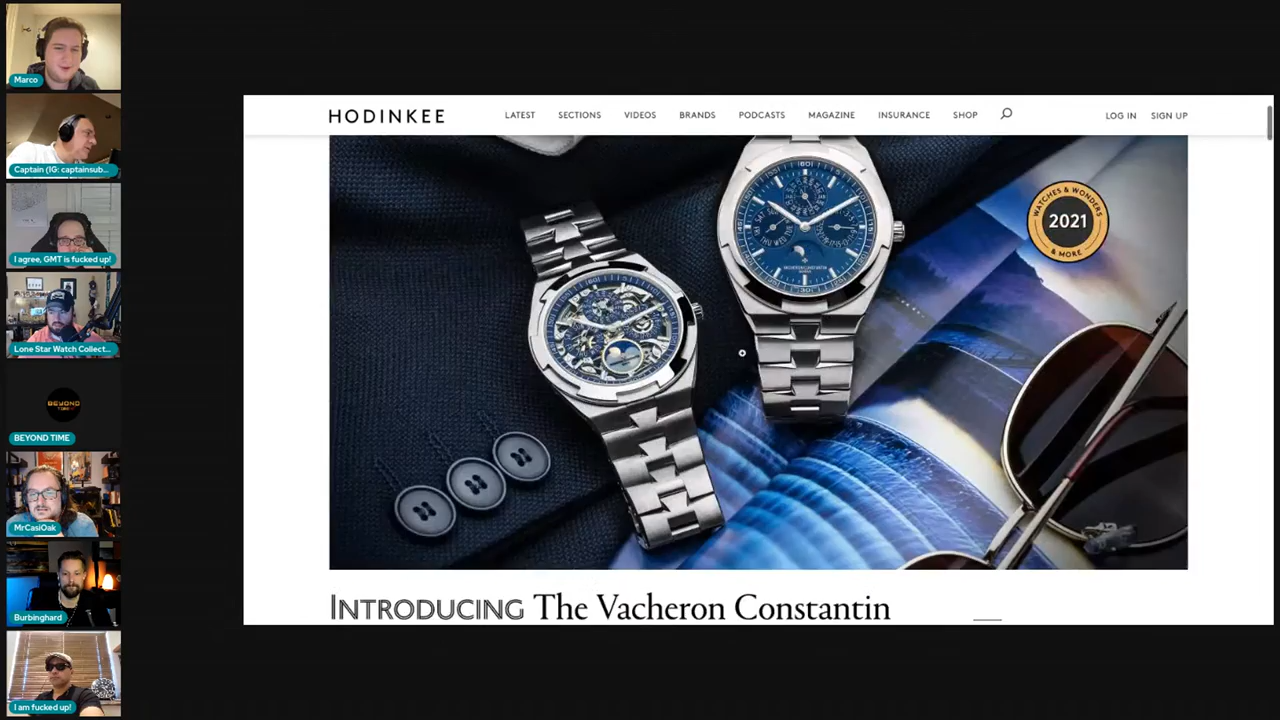 Marco
Captain (IG: captainsub...
I agree, GMT is fucked up!
Lone Star Watch Collect...
BEYOND
TIME
BEYOND TIME
MrCasiOak
Burbinghard
I am fucked up!
HODINKEE
LATEST
SECTIONS
VIDEOS
BRANDS
PODCASTS
MAGAZINE
INSURANCE
SHOP
LOG IN
SIGN UP
WATCHES & WONDERS
2021
& MORE
VACHERON CONSTANTIN
INTRODUCING The Vacheron Constantin